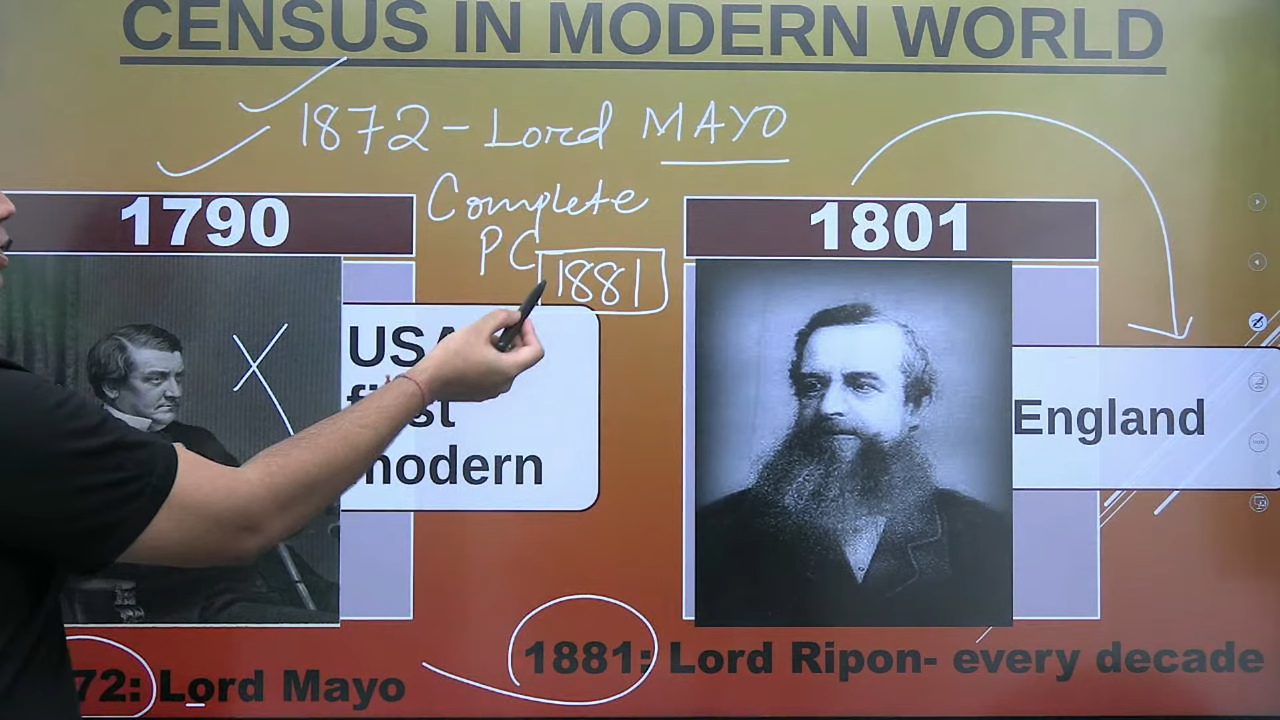 CENSUS IN MODERN WORLD
1872 - Lord MAYO
Complete
PC 1881
1790
USA
modern
1801
England
72: Lord Mayo
1881: Lord Ripon- every decade